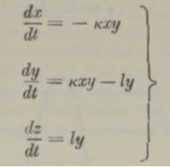 dx/dt = − κxy
dy/dt = κxy − ly
dz/dt = ly